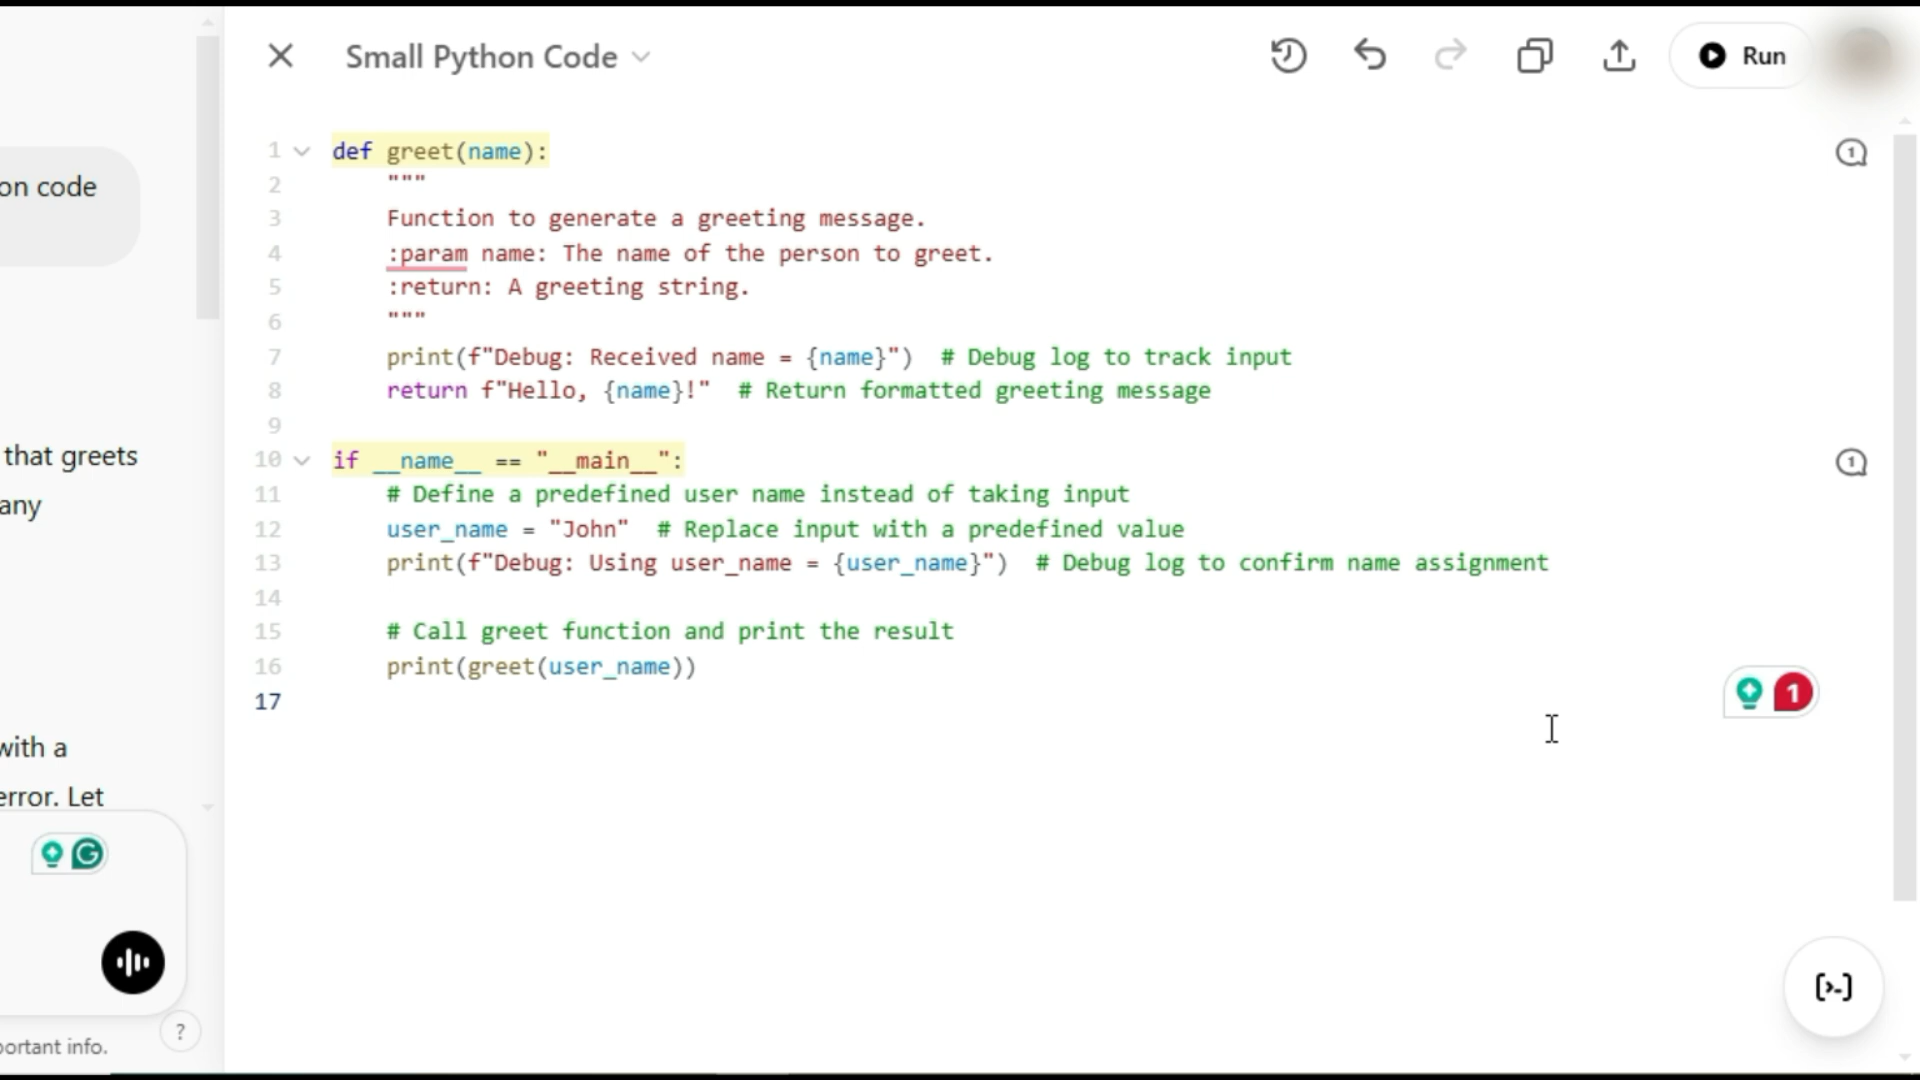 Small Python Code
Run
on code
that greets
any
with a
error. Let
?
portant info.
1 def greet(name):
2 """
3 Function to generate a greeting message.
4 :param name: The name of the person to greet.
5 :return: A greeting string.
6 """
7 print(f"Debug: Received name = {name}")  # Debug log to track input
8 return f"Hello, {name}!"  # Return formatted greeting message
9
10 if __name__ == "__main__":
11 # Define a predefined user name instead of taking input
12 user_name = "John"  # Replace input with a predefined value
13 print(f"Debug: Using user_name = {user_name}")  # Debug log to confirm name assignment
14
15 # Call greet function and print the result
16 print(greet(user_name))
17
1
1
1